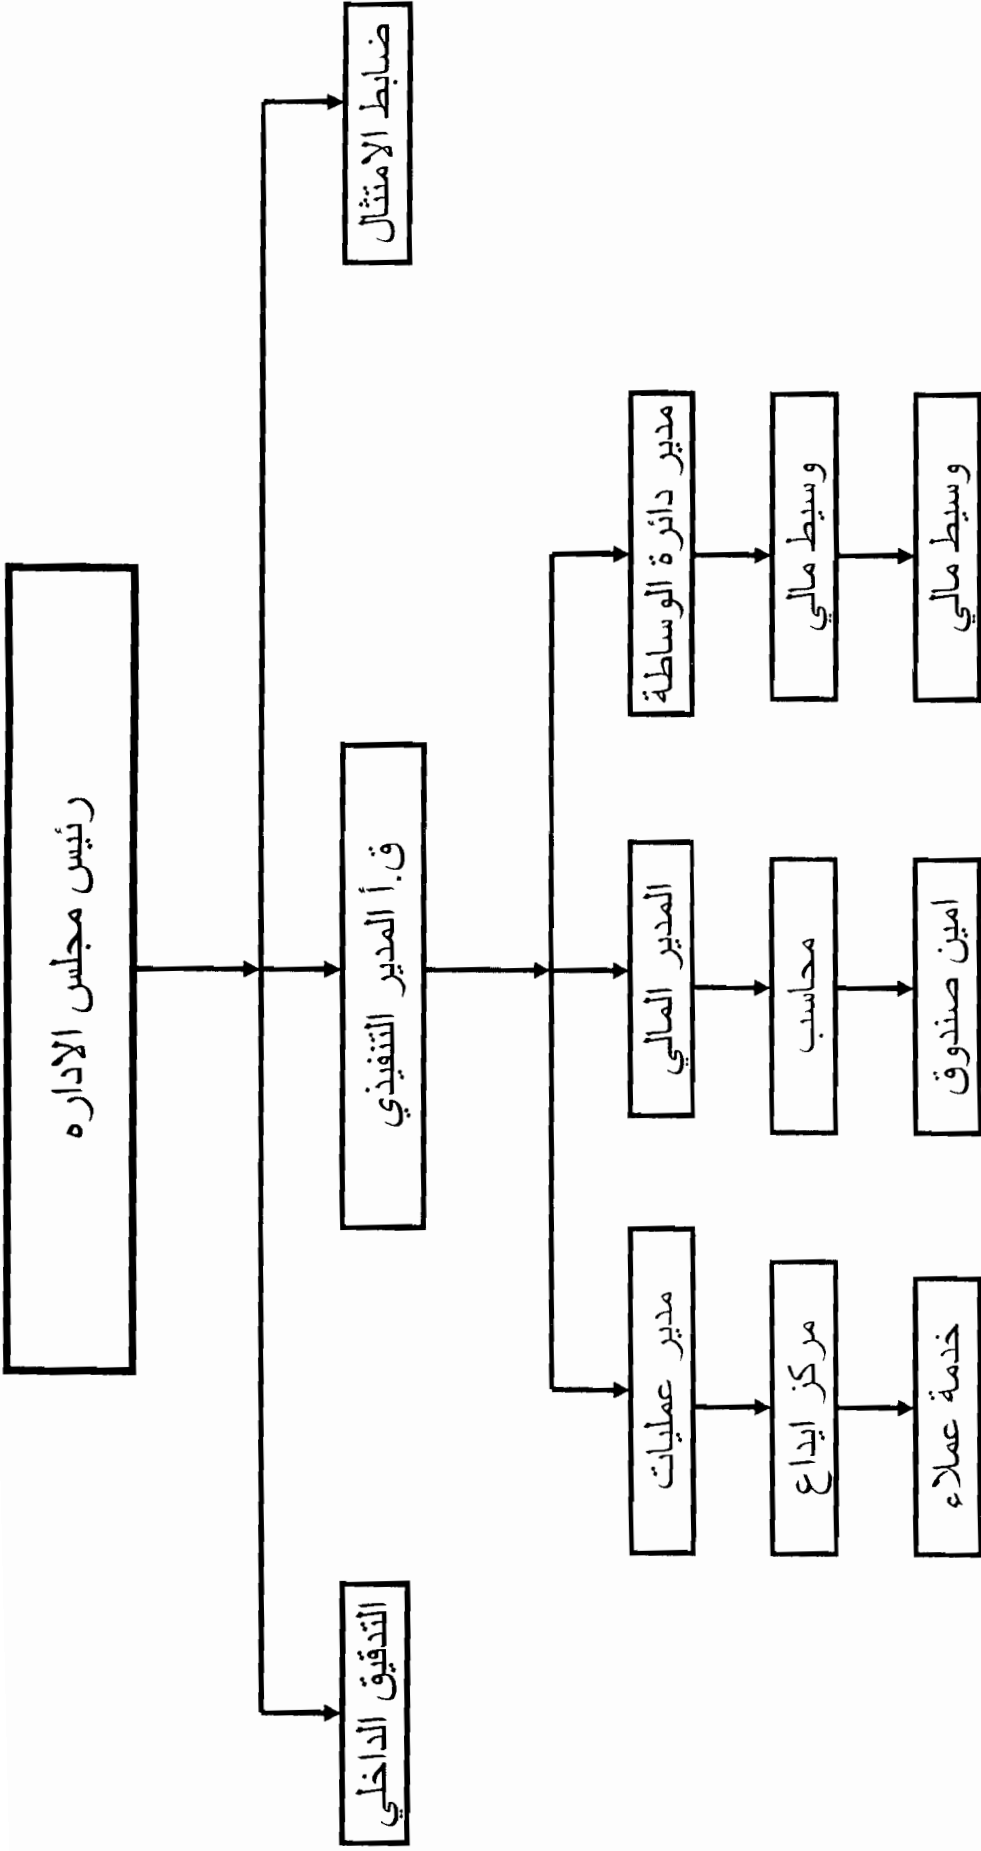 رئيس مجلس الاداره
ضابط الامتثال
ق.أ المدير التنفيذي
التدقيق الداخلي
مدير دائرة الوساطة
المدير المالي
مدير عمليات
وسيط مالي
محاسب
مركز ايداع
وسيط مالي
امين صندوق
خدمة عملاء